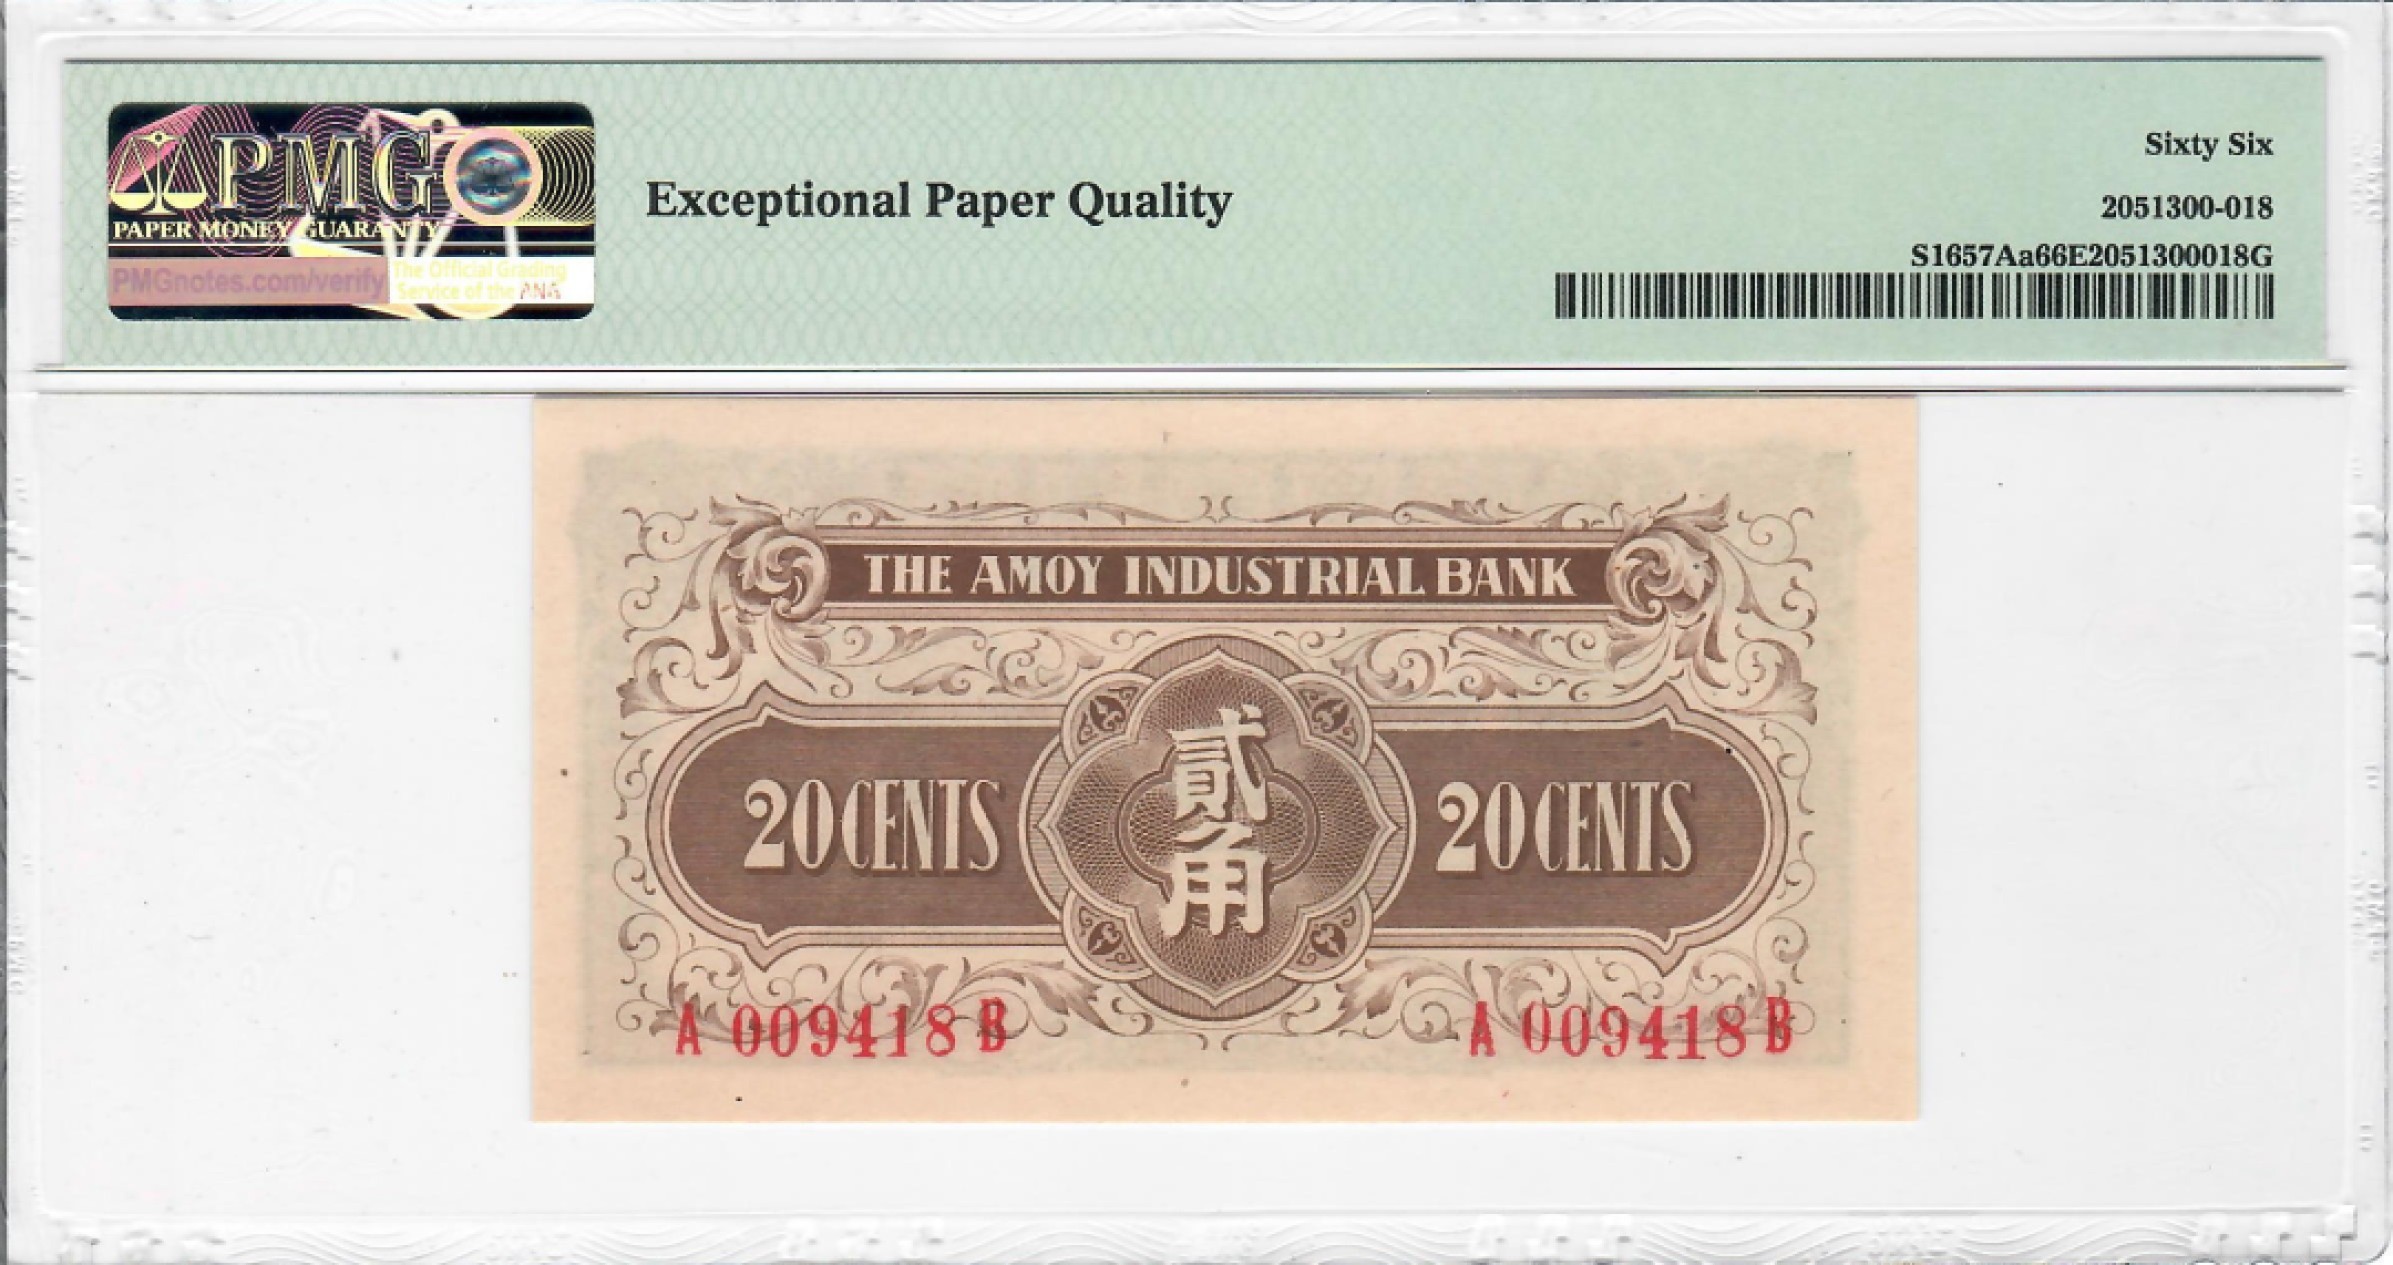 PMG
PAPER MONEY GUARANTY
PMGnotes.com/verify
The Official Grading
Service of the ANA
Exceptional Paper Quality
Sixty Six
2051300-018
S1657Aa66E2051300018G
THE AMOY INDUSTRIAL BANK
20 CENTS
貳角
20 CENTS
A 009418 B
A 009418 B